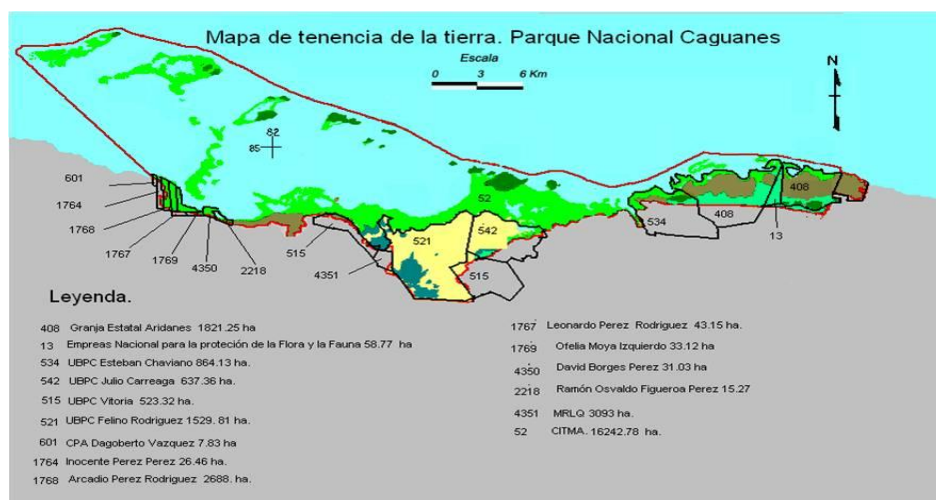 Mapa de tenencia de la tierra. Parque Nacional Caguanes
Escala
0 3 6 Km
N
82
85
601
1764
1768
1767
1769
4350
2218
515
4351
521
542
52
515
534
408
408
13
Leyenda.
408 Granja Estatal Aridanes 1821.25 ha
13 Empreas Nacional para la proteción de la Flora y la Fauna 58.77 ha
534 UBPC Esteban Chaviano 864.13 ha.
542 UBPC Julio Carreaga 637.36 ha.
515 UBPC Vitoria 523.32 ha.
521 UBPC Felino Rodriguez 1529. 81 ha.
601 CPA Dagoberto Vazquez 7.83 ha
1764 Inocente Perez Perez 26.46 ha.
1768 Arcadio Perez Rodriguez 2688. ha.
1767 Leonardo Perez Rodriguez 43.15 ha.
1769 Ofelia Moya Izquierdo 33.12 ha
4350 David Borges Perez 31.03 ha
2218 Ramón Osvaldo Figueroa Perez 15.27
4351 MRLQ 3093 ha.
52 CITMA. 16242.78 ha.